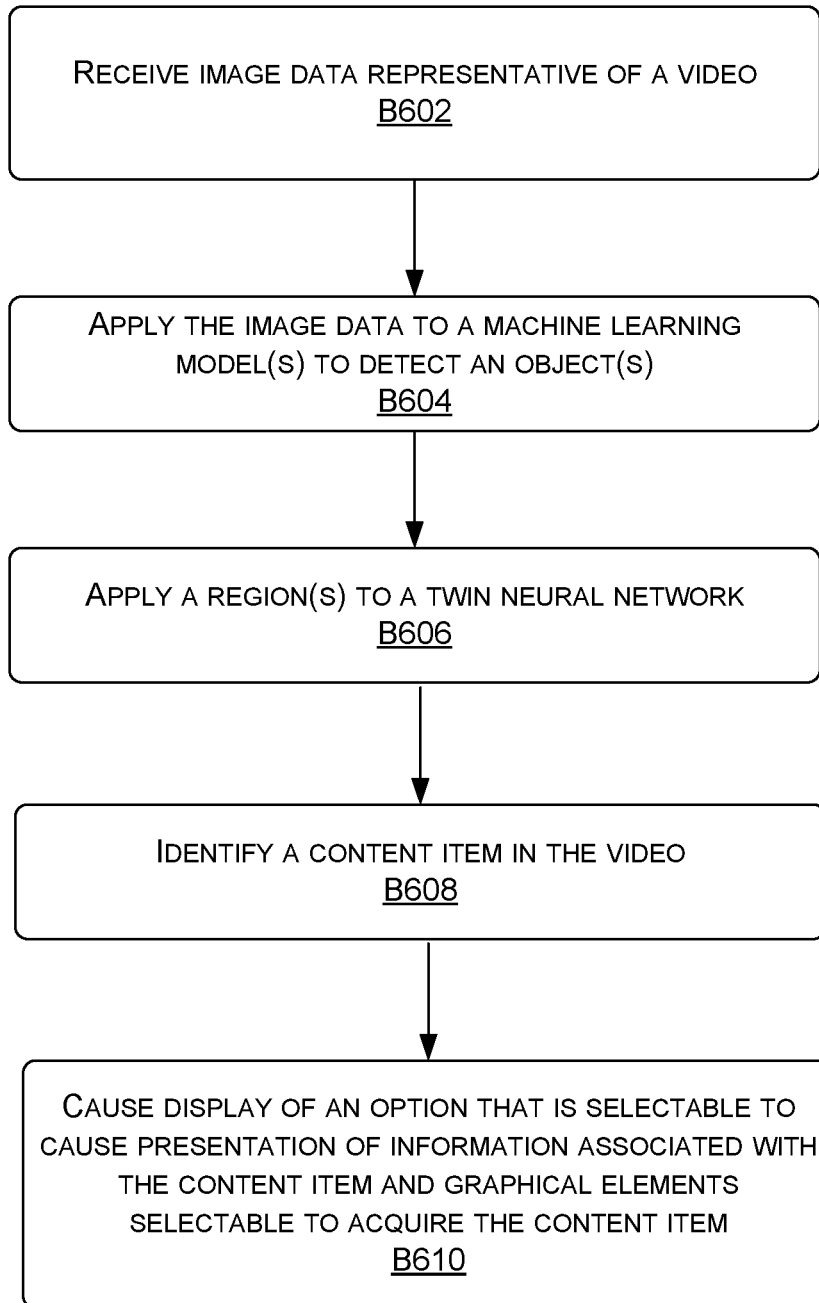 RECEIVE IMAGE DATA REPRESENTATIVE OF A VIDEO
B602
APPLY THE IMAGE DATA TO A MACHINE LEARNING
MODEL(S) TO DETECT AN OBJECT(S)
B604
APPLY A REGION(S) TO A TWIN NEURAL NETWORK
B606
IDENTIFY A CONTENT ITEM IN THE VIDEO
B608
CAUSE DISPLAY OF AN OPTION THAT IS SELECTABLE TO
CAUSE PRESENTATION OF INFORMATION ASSOCIATED WITH
THE CONTENT ITEM AND GRAPHICAL ELEMENTS
SELECTABLE TO ACQUIRE THE CONTENT ITEM
B610